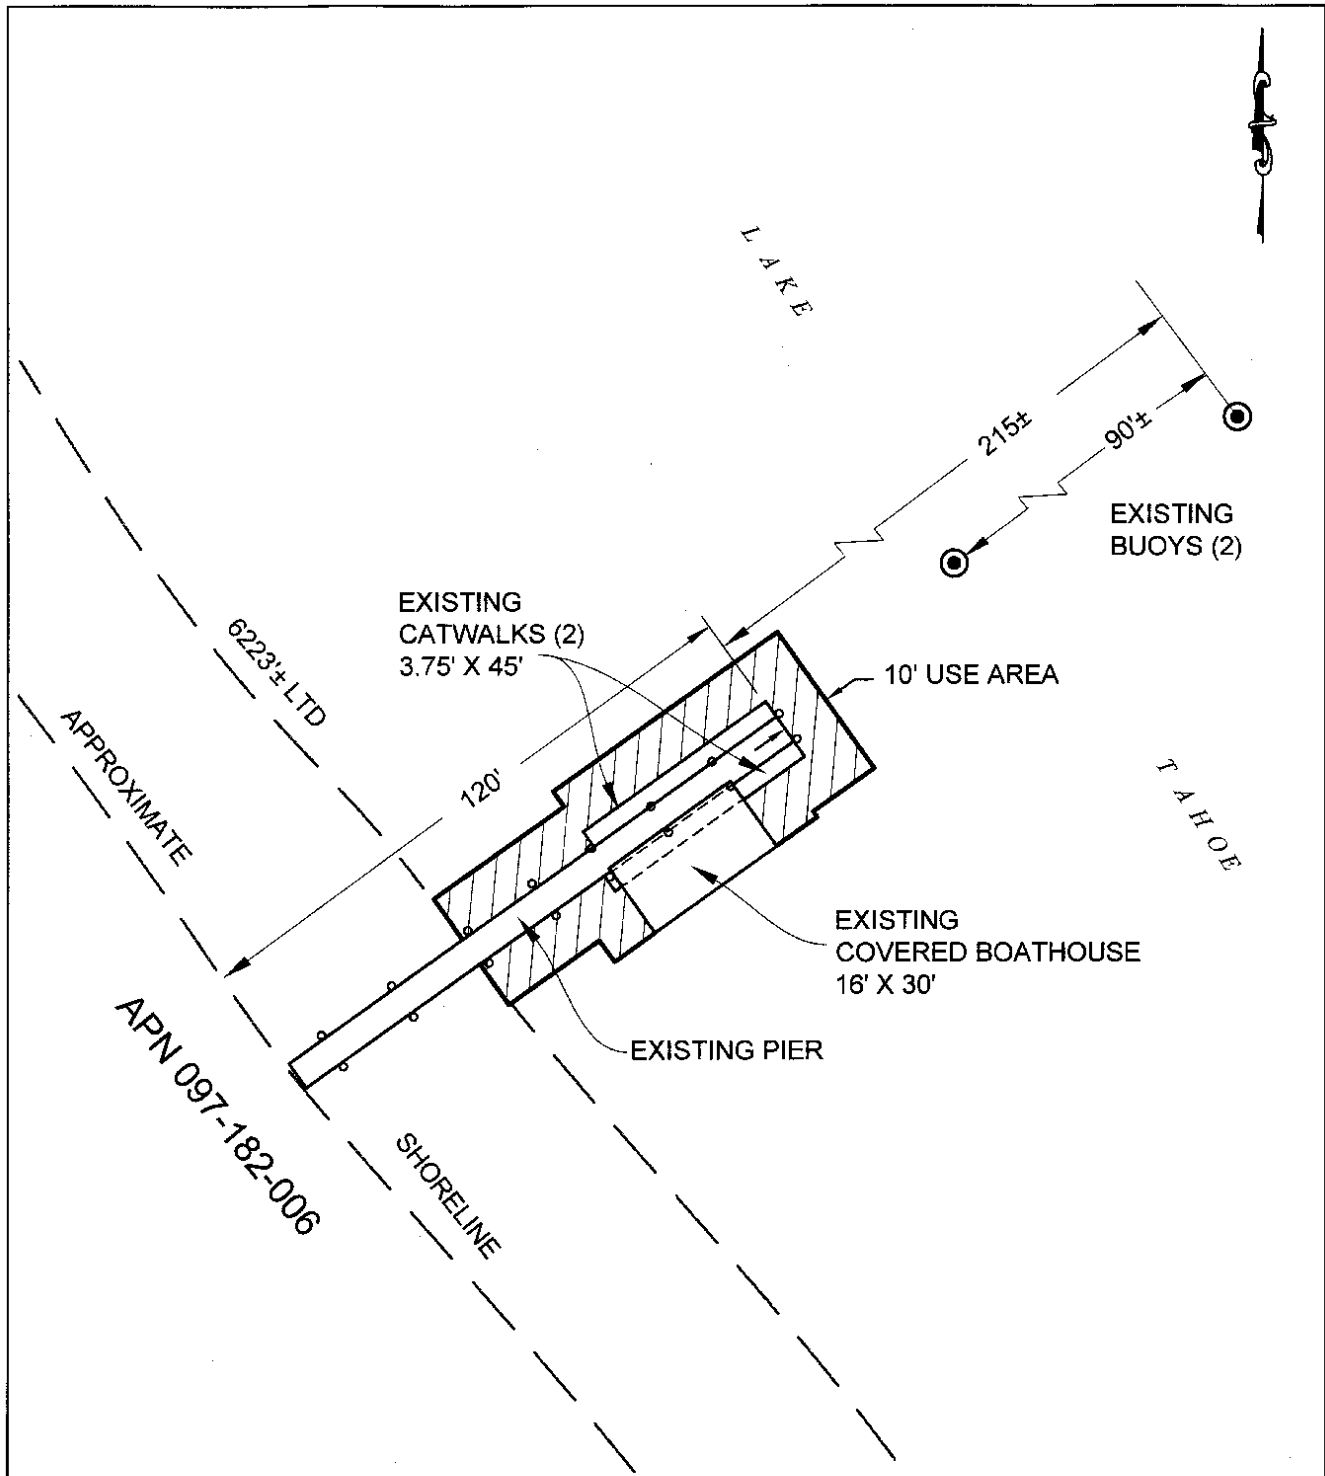 LAKE
215±
90'±
EXISTING
BUOYS (2)
EXISTING
CATWALKS (2)
3.75' X 45'
6223'± LTD
10' USE AREA
APPROXIMATE
120'
TAHOE
EXISTING
COVERED BOATHOUSE
16' X 30'
EXISTING PIER
APN 097-182-006
SHORELINE